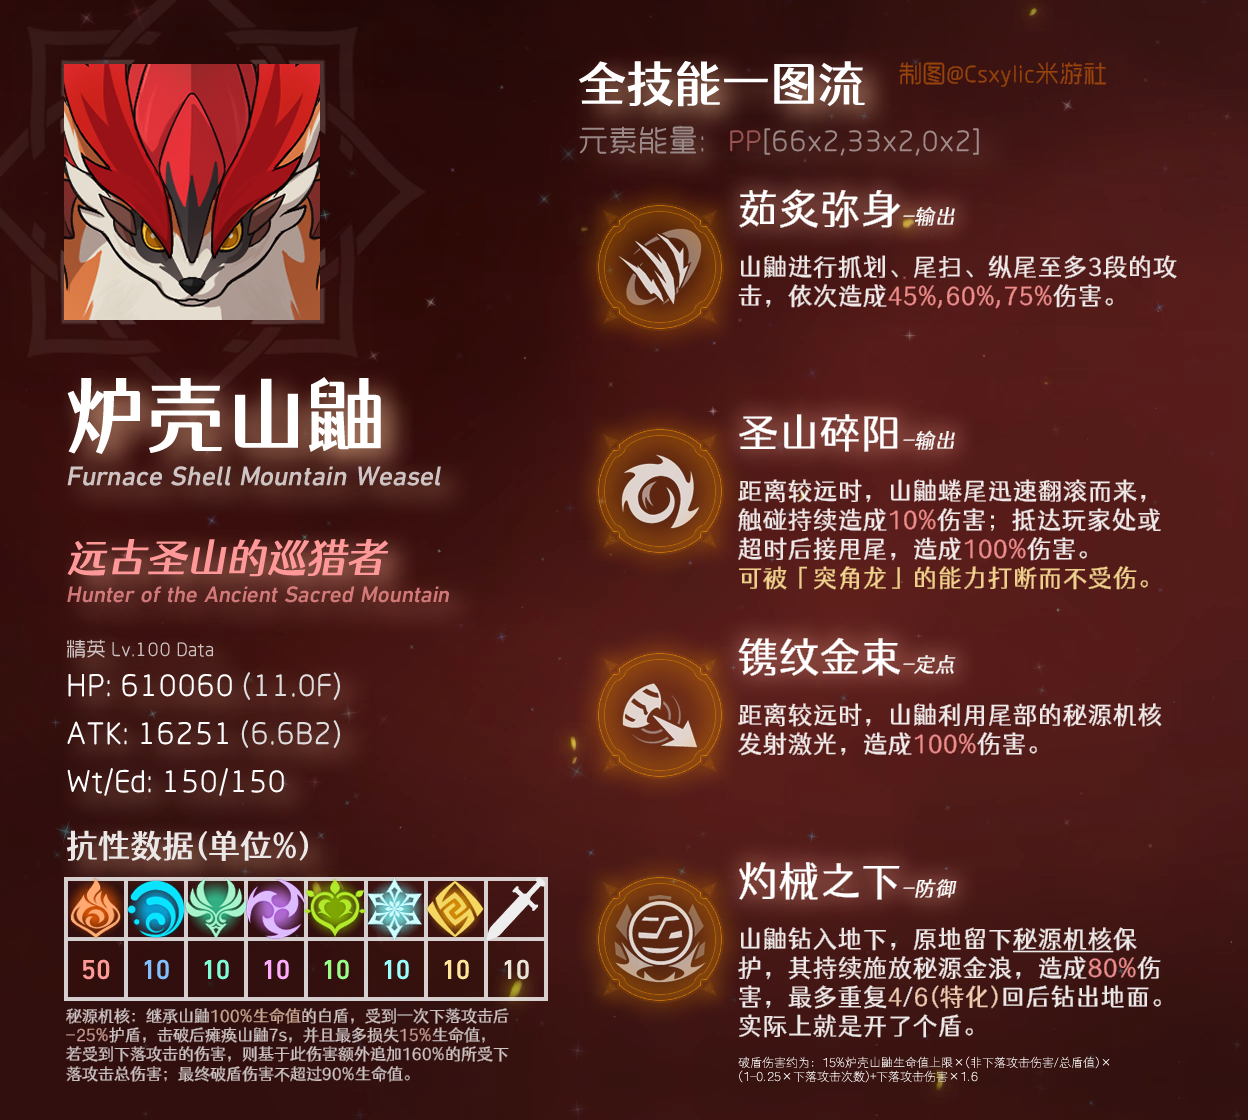 全技能一图流
制图@Csxylic米游社
元素能量: PP[66x2,33x2,0x2]
茹炙弥身-输出
山鼬进行抓划、尾扫、纵尾至多3段的攻
击，依次造成45%,60%,75%伤害。
炉壳山鼬
Furnace Shell Mountain Weasel
远古圣山的巡猎者
Hunter of the Ancient Sacred Mountain
精英 Lv.100 Data
HP: 610060 (11.0F)
ATK: 16251 (6.6B2)
Wt/Ed: 150/150
抗性数据(单位%)
50 10 10 10 10 10 10 10
秘源机核：继承山鼬100%生命值的白盾，受到一次下落攻击后
-25%护盾，击破后瘫痪山鼬7s，并且最多损失15%生命值，
若受到下落攻击的伤害，则基于此伤害额外追加160%的所受下
落攻击总伤害；最终破盾伤害不超过90%生命值。
圣山碎阳-输出
距离较远时，山鼬蜷尾迅速翻滚而来，
触碰持续造成10%伤害；抵达玩家处或
超时后接甩尾，造成100%伤害。
可被「突角龙」的能力打断而不受伤。
镌纹金束-定点
距离较远时，山鼬利用尾部的秘源机核
发射激光，造成100%伤害。
灼械之下-防御
山鼬钻入地下，原地留下秘源机核保
护，其持续施放秘源金浪，造成80%伤
害，最多重复4/6(特化)回后钻出地面。
实际上就是开了个盾。
破盾伤害约为：15%炉壳山鼬生命值上限×(非下落攻击伤害/总盾值)×
(1-0.25×下落攻击次数)+下落攻击伤害×1.6